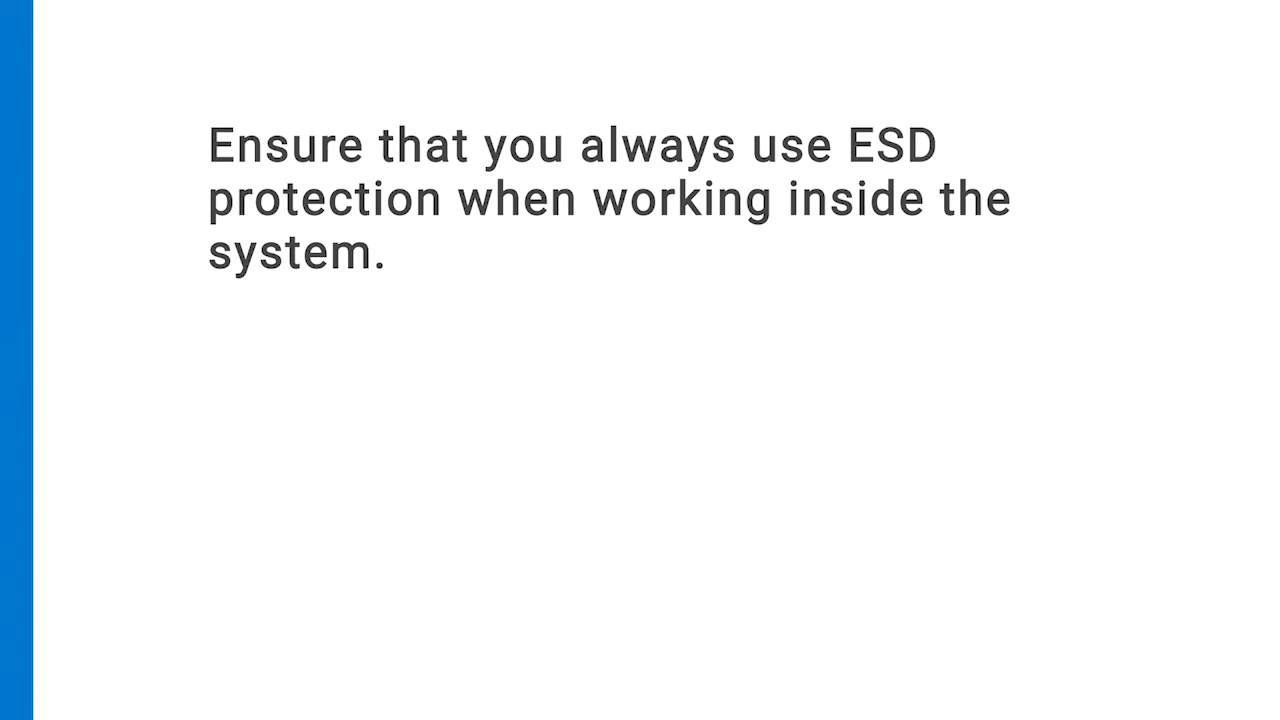 Ensure that you always use ESD
protection when working inside the
system.